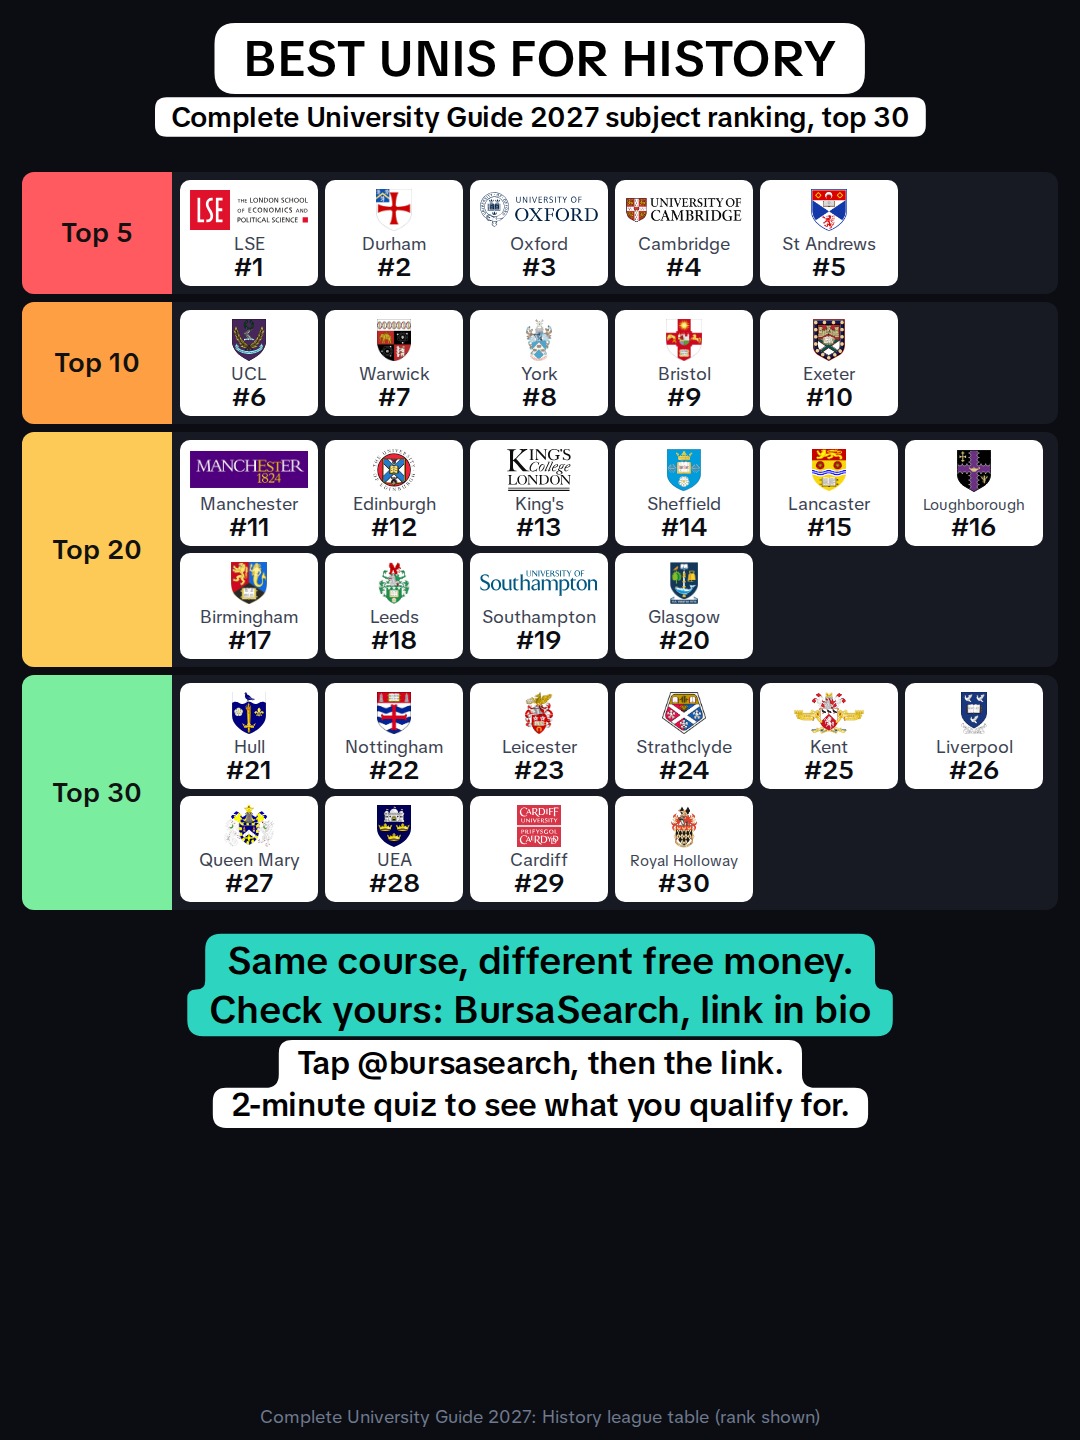 BEST UNIS FOR HISTORY
Complete University Guide 2027 subject ranking, top 30
Top 5
LSE THE LONDON SCHOOL
OF ECONOMICS AND
POLITICAL SCIENCE
LSE
#1
Durham
#2
UNIVERSITY OF
OXFORD
Oxford
#3
UNIVERSITY OF
CAMBRIDGE
Cambridge
#4
St Andrews
#5
Top 10
UCL
#6
Warwick
#7
York
#8
Bristol
#9
Exeter
#10
Top 20
MANCHESTER
1824
Manchester
#11
Edinburgh
#12
KING'S
College
LONDON
King's
#13
Sheffield
#14
Lancaster
#15
Loughborough
#16
Birmingham
#17
Leeds
#18
UNIVERSITY OF
Southampton
Southampton
#19
Glasgow
#20
Top 30
Hull
#21
Nottingham
#22
Leicester
#23
Strathclyde
#24
Kent
#25
Liverpool
#26
Queen Mary
#27
UEA
#28
CARDIFF
UNIVERSITY
PRIFYSGOL
CAERDYDD
Cardiff
#29
Royal Holloway
#30
Same course, different free money.
Check yours: BursaSearch, link in bio
Tap @bursasearch, then the link.
2-minute quiz to see what you qualify for.
Complete University Guide 2027: History league table (rank shown)